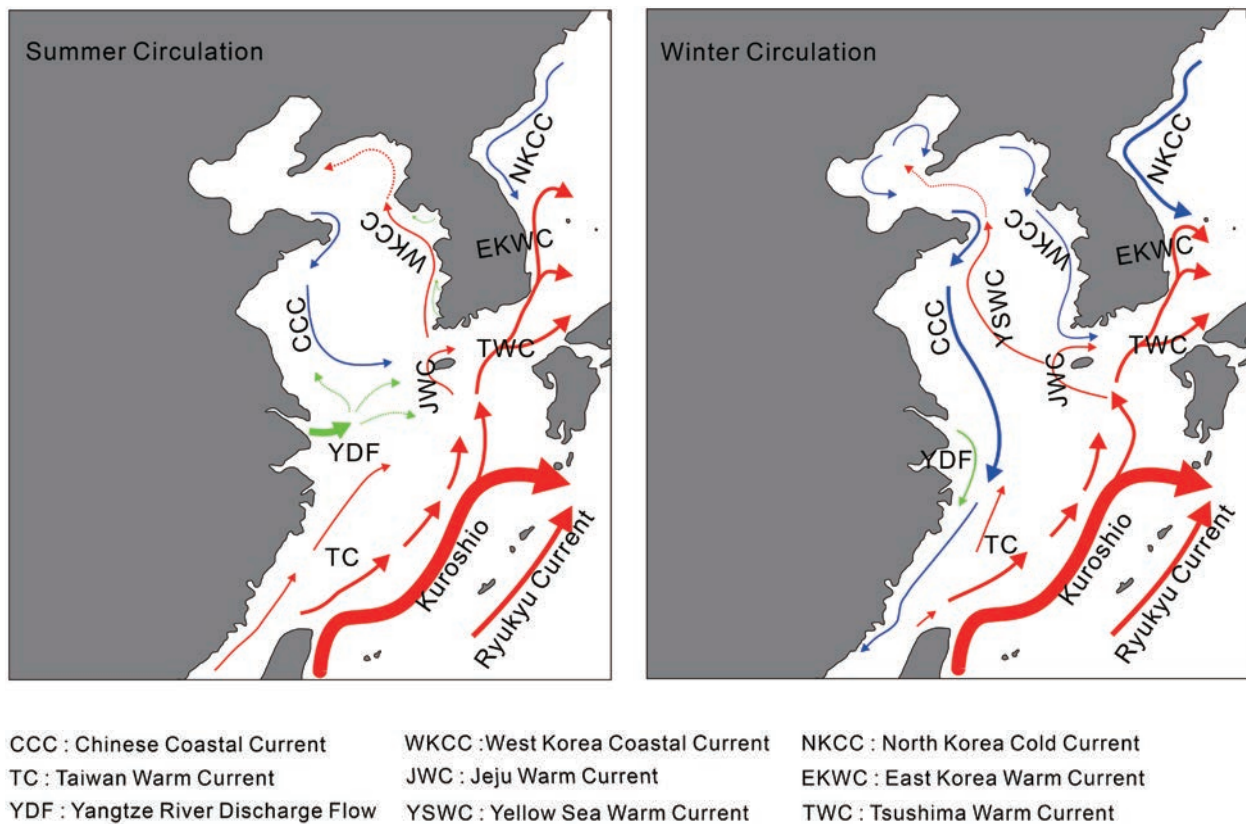 Summer Circulation
NKCC
WKCC
EKWC
CCC
TWC
JWC
YDF
TC
Kuroshio
Ryukyu Current
Winter Circulation
NKCC
WKCC
EKWC
YSWC
CCC
TWC
JWC
YDF
TC
Kuroshio
Ryukyu Current
CCC : Chinese Coastal Current
WKCC :West Korea Coastal Current
NKCC : North Korea Cold Current
TC : Taiwan Warm Current
JWC : Jeju Warm Current
EKWC : East Korea Warm Current
YDF : Yangtze River Discharge Flow
YSWC : Yellow Sea Warm Current
TWC : Tsushima Warm Current